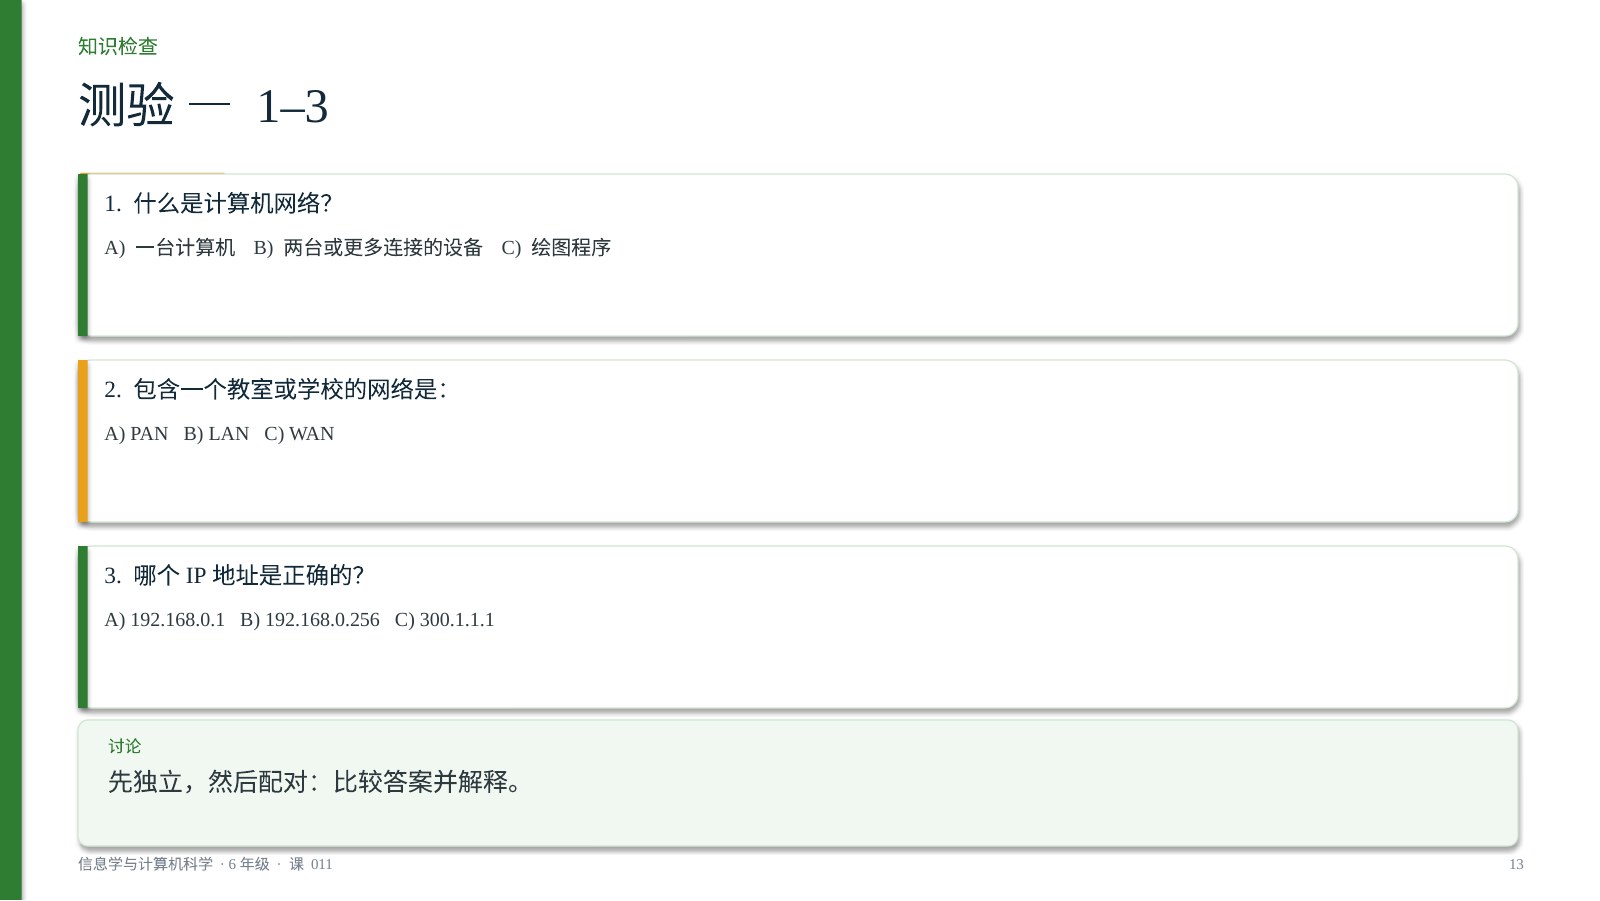 知识检查
测验 — 1–3
1. 什么是计算机网络？
A) 一台计算机 B) 两台或更多连接的设备 C) 绘图程序
2. 包含一个教室或学校的网络是：
A) PAN B) LAN C) WAN
3. 哪个 IP 地址是正确的？
A) 192.168.0.1 B) 192.168.0.256 C) 300.1.1.1
讨论
先独立，然后配对：比较答案并解释。
信息学与计算机科学 · 6 年级 · 课 011
13